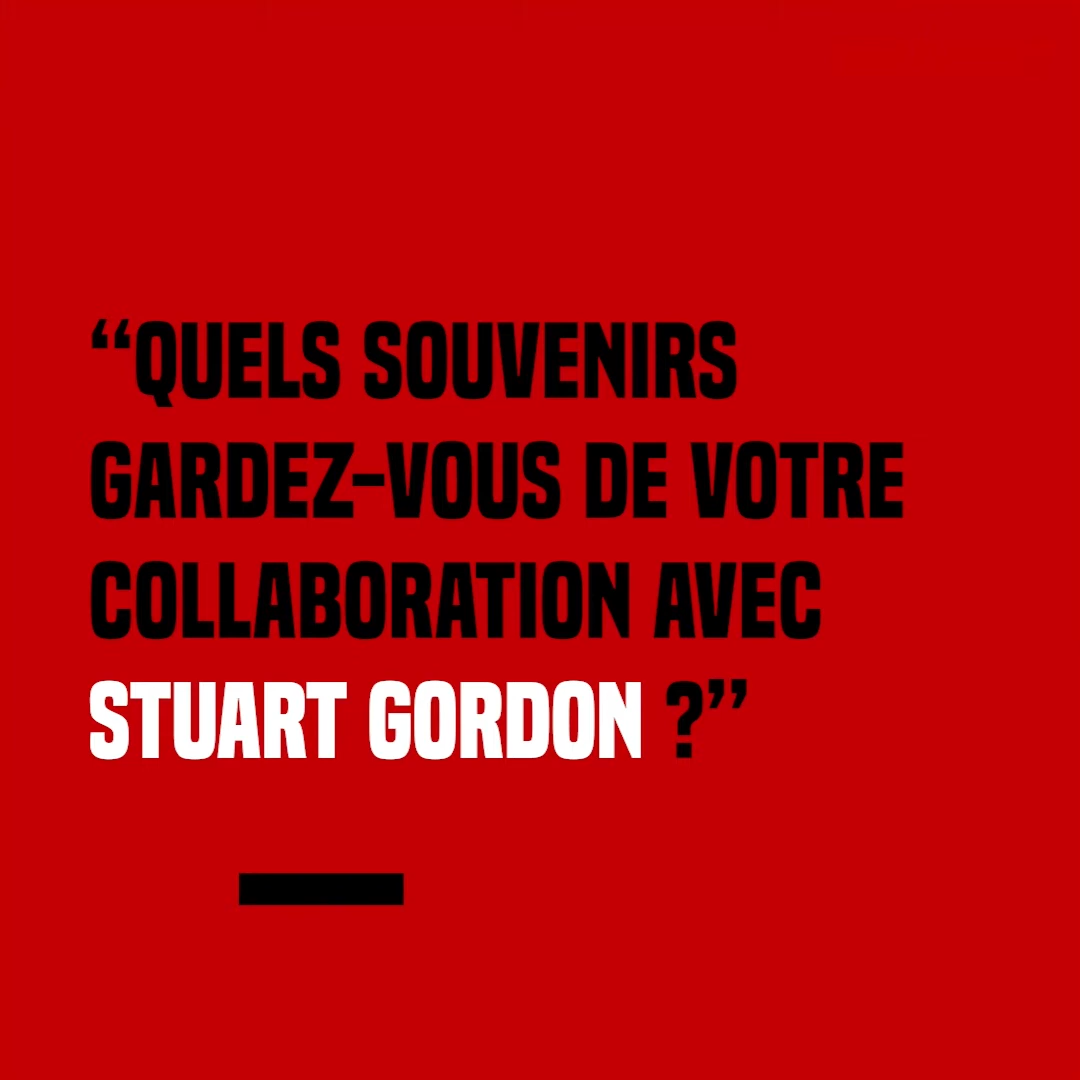 “QUELS SOUVENIRS
GARDEZ-VOUS DE VOTRE
COLLABORATION AVEC
STUART GORDON ?”